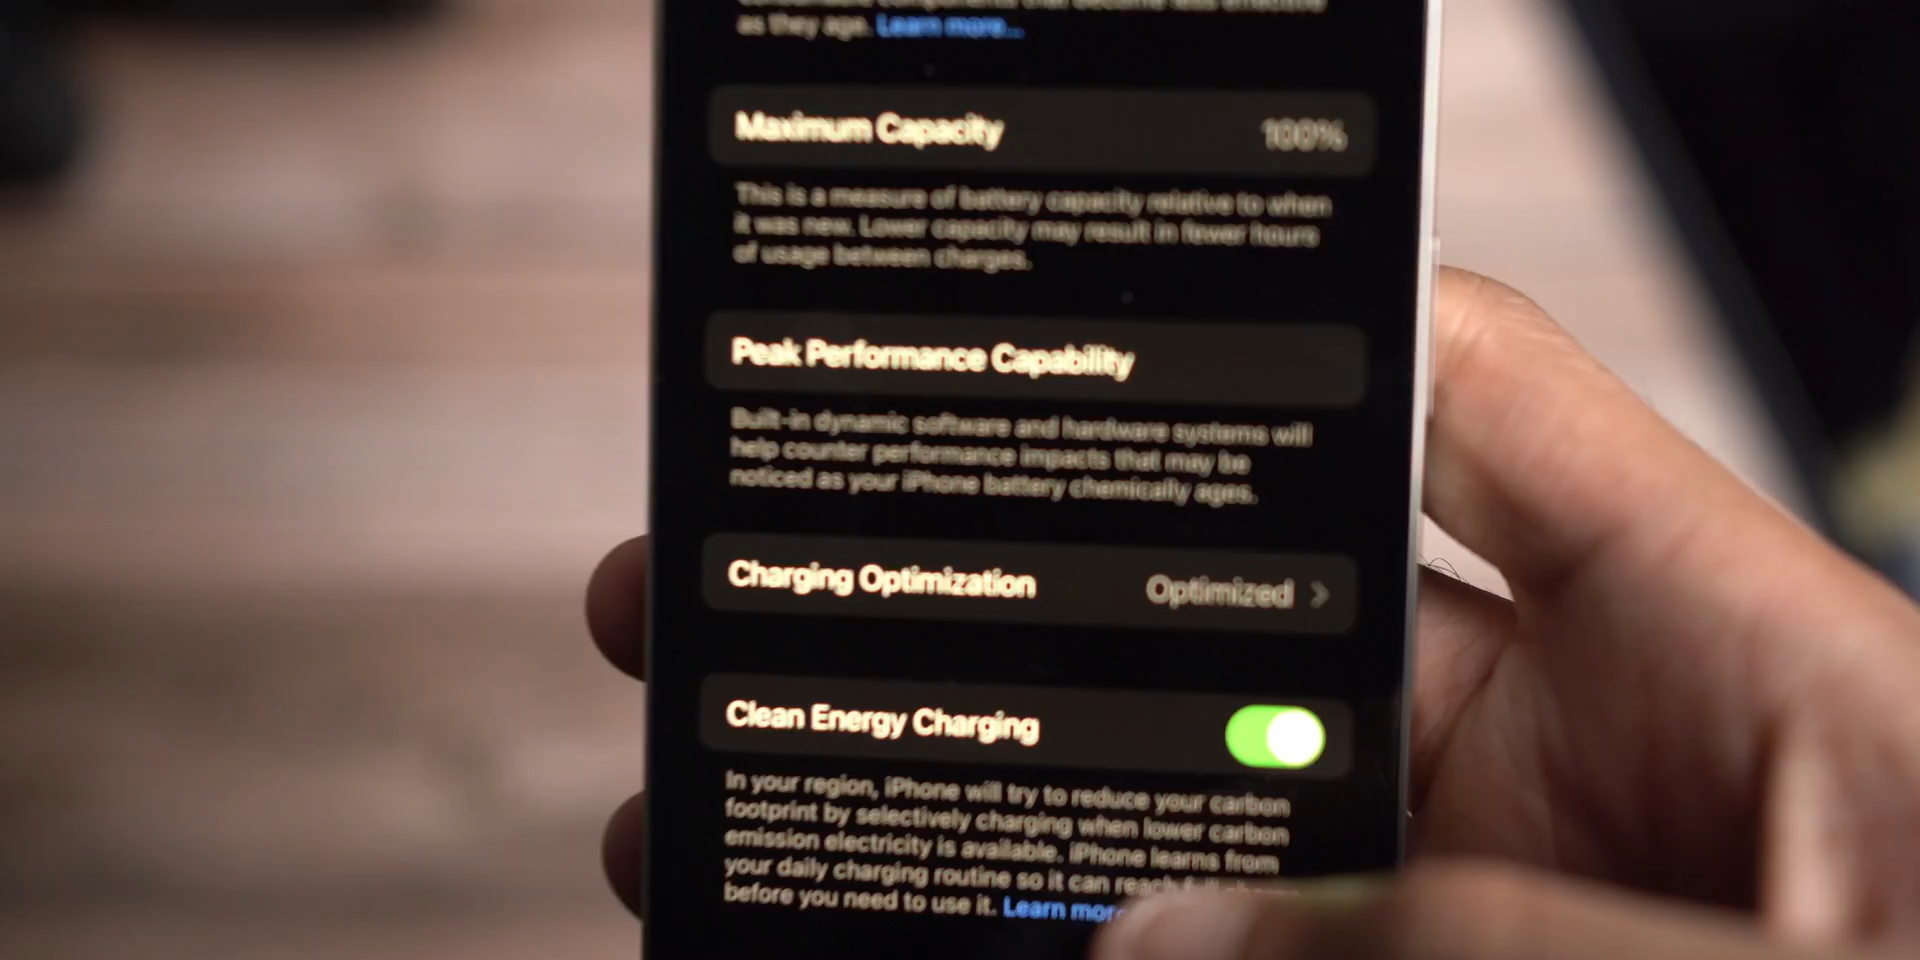 as they age. Learn more...
Maximum Capacity 100%
This is a measure of battery capacity relative to when
it was new. Lower capacity may result in fewer hours
of usage between charges.
Peak Performance Capability
Built-in dynamic software and hardware systems will
help counter performance impacts that may be
noticed as your iPhone battery chemically ages.
Charging Optimization Optimized
Clean Energy Charging
In your region, iPhone will try to reduce your carbon
footprint by selectively charging when lower carbon
emission electricity is available. iPhone learns from
your daily charging routine so it can reach
before you need to use it. Learn more